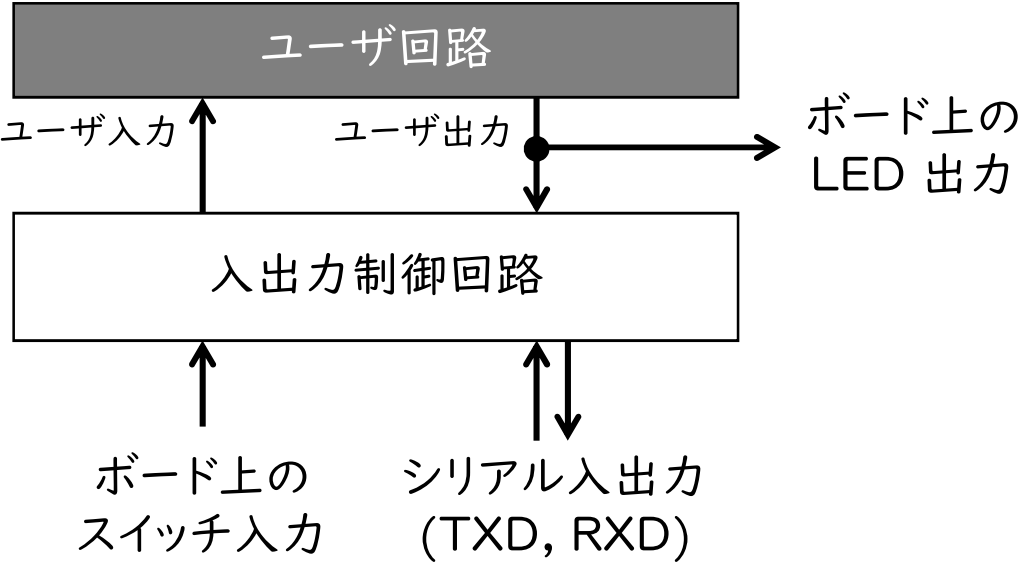 ユーザ回路
ユーザ入力
ユーザ出力
ボード上の
LED 出力
入出力制御回路
ボード上の
スイッチ入力
シリアル入出力
(TXD, RXD)